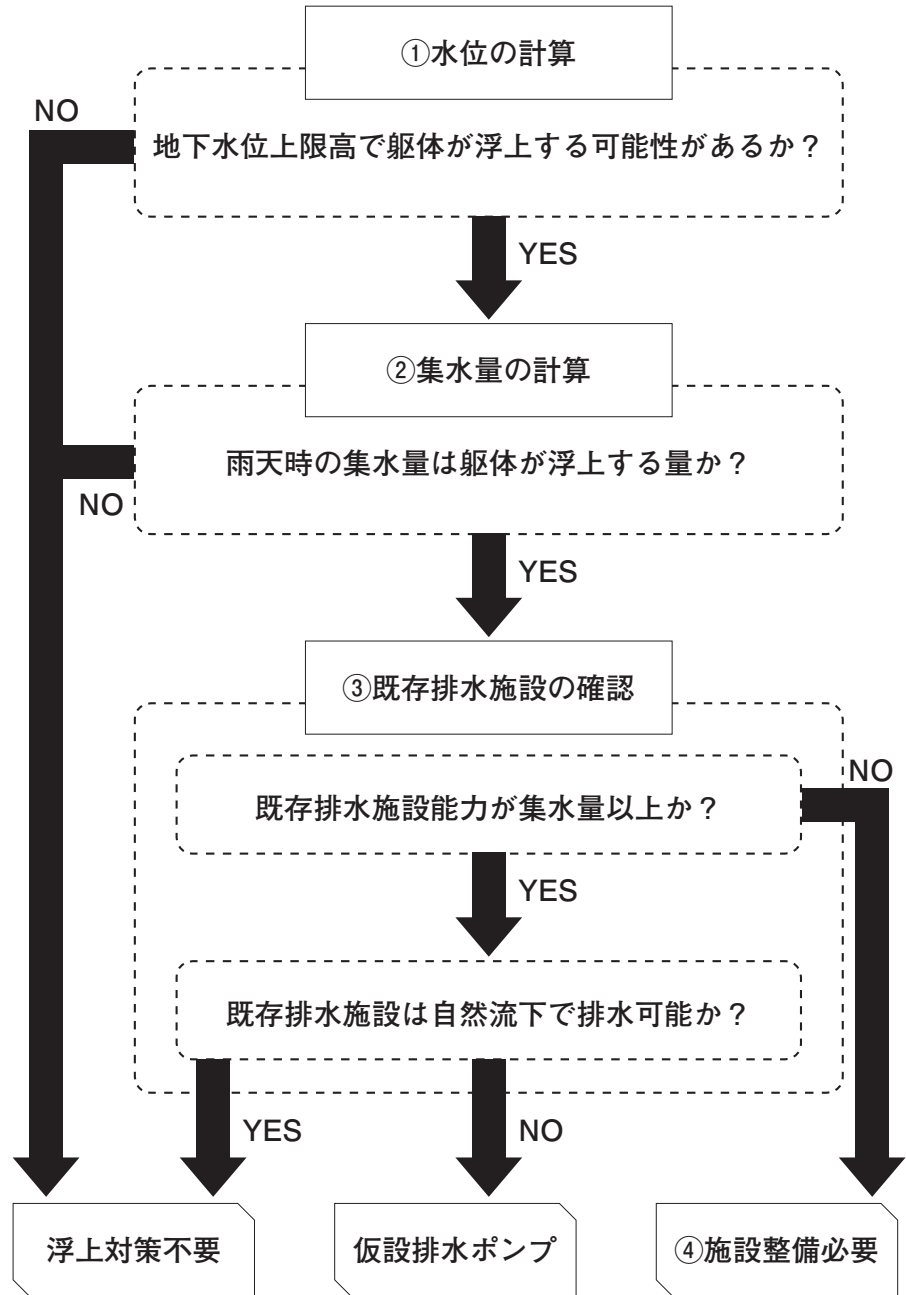 ①水位の計算
NO
地下水位上限高で躯体が浮上する可能性があるか？
YES
②集水量の計算
雨天時の集水量は躯体が浮上する量か？
NO
YES
③既存排水施設の確認
NO
既存排水施設能力が集水量以上か？
YES
既存排水施設は自然流下で排水可能か？
YES
NO
浮上対策不要
仮設排水ポンプ
④施設整備必要